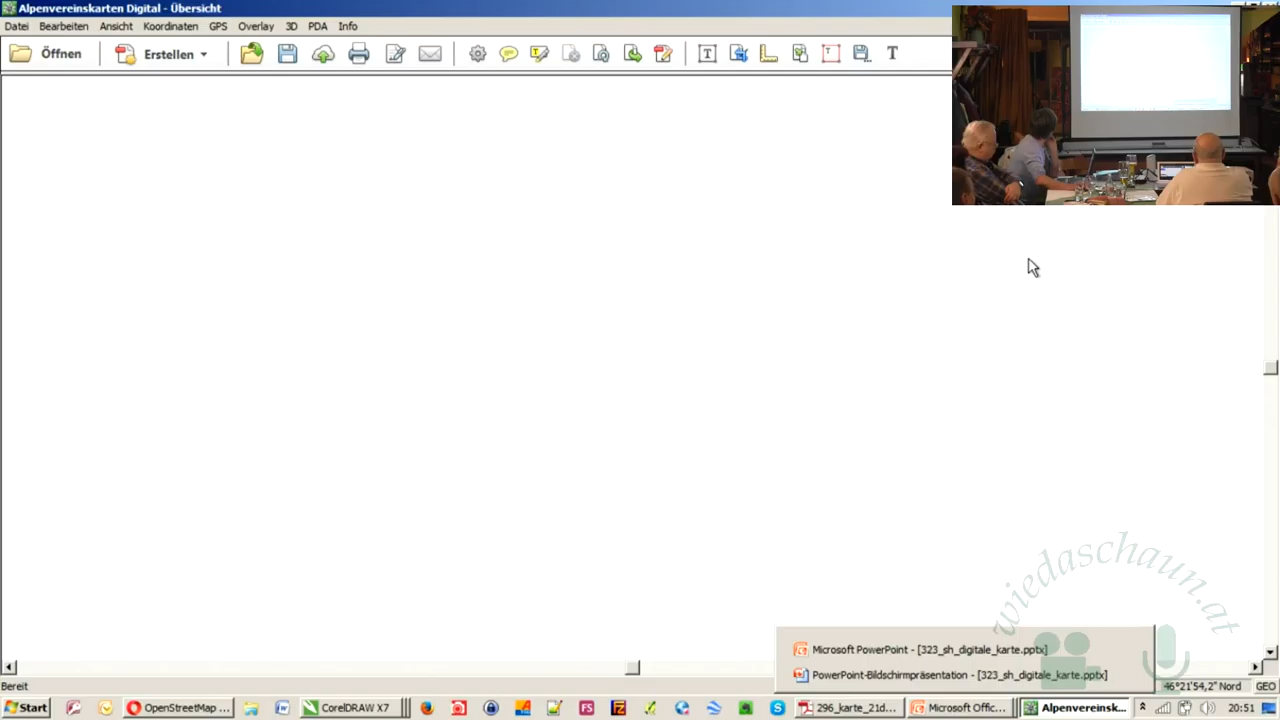 Alpenvereinskarten Digital - Übersicht
Datei Bearbeiten Ansicht Koordinaten GPS Overlay 3D PDA Info
Öffnen Erstellen
wiedaschaun.at
Microsoft PowerPoint - [323_sh_digitale_karte.pptx]
PowerPoint-Bildschirmpräsentation - [323_sh_digitale_karte.pptx]
Bereit 46°21'54,2" Nord GEO
Start OpenStreetMap ... CorelDRAW X7 296_karte_21d... Microsoft Offic... Alpenvereinsk... 20:51